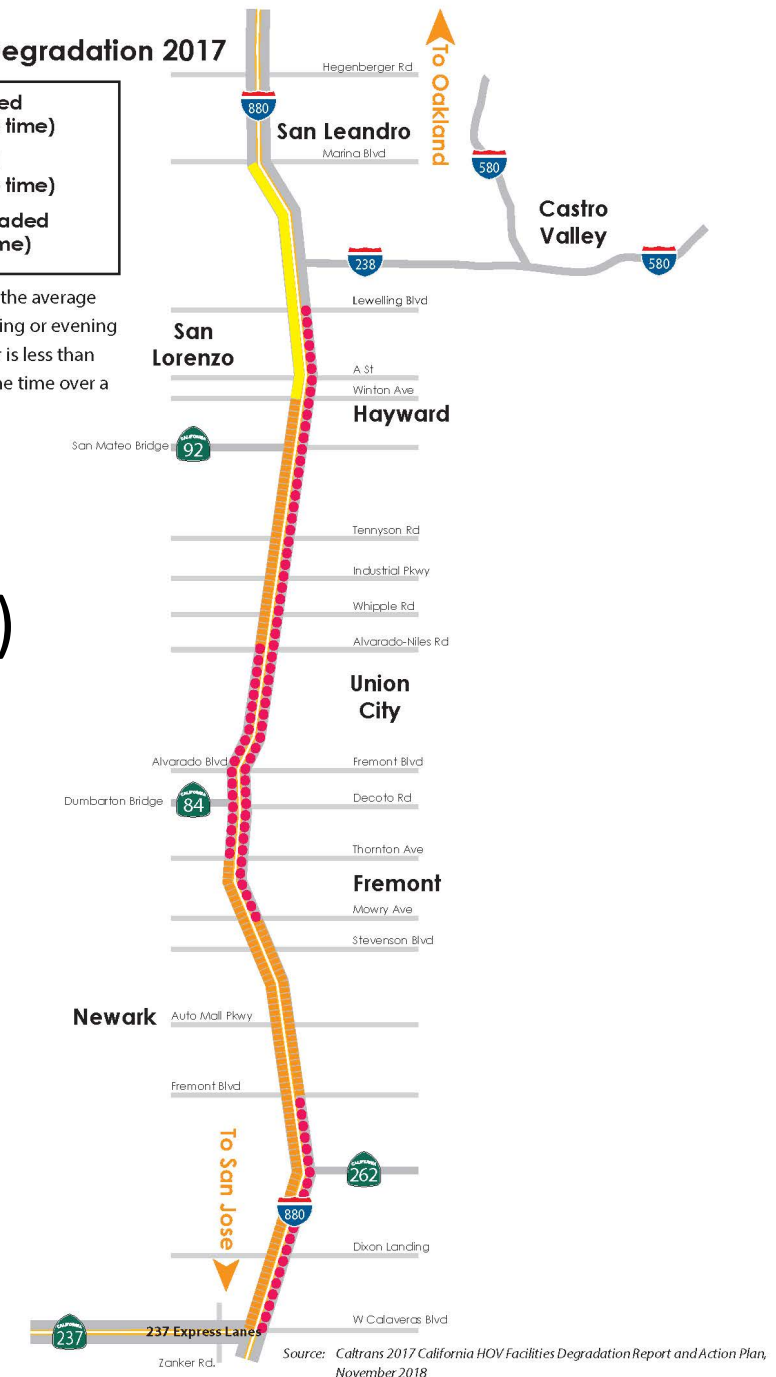 egradation 2017
ed
time)
time)
aded
me)
the average
ing or evening
r is less than
ne time over a
)
To Oakland
Hegenberger Rd
880
San Leandro
Marina Blvd
580
Castro
Valley
238
580
Lewelling Blvd
San
Lorenzo
A St
Winton Ave
Hayward
San Mateo Bridge
CALIFORNIA
92
Tennyson Rd
Industrial Pkwy
Whipple Rd
Alvarado-Niles Rd
Union
City
Alvarado Blvd
Fremont Blvd
Dumbarton Bridge
CALIFORNIA
84
Decoto Rd
Thornton Ave
Fremont
Mowry Ave
Stevenson Blvd
Newark
Auto Mall Pkwy
Fremont Blvd
To San Jose
CALIFORNIA
262
880
Dixon Landing
W Calaveras Blvd
CALIFORNIA
237
237 Express Lanes
Zanker Rd.
Source: Caltrans 2017 California HOV Facilities Degradation Report and Action Plan,
November 2018